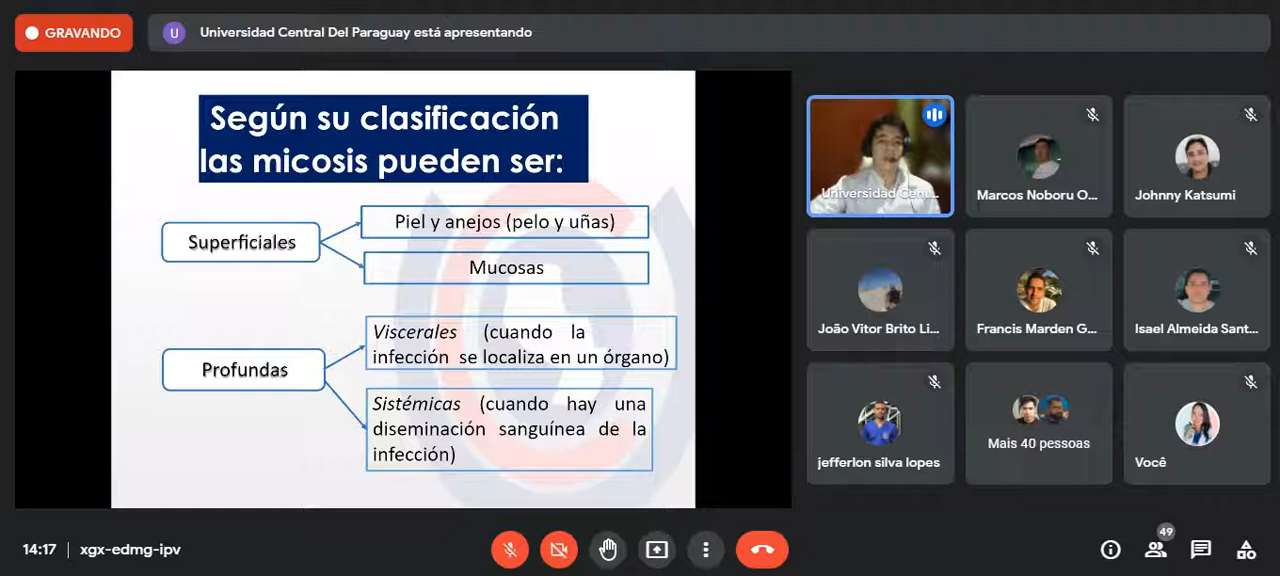 GRAVANDO
U
Universidad Central Del Paraguay está apresentando
Según su clasificación
las micosis pueden ser:
Superficiales
Piel y anejos (pelo y uñas)
Mucosas
Profundas
Viscerales (cuando la
infección se localiza en un órgano)
Sistémicas (cuando hay una
diseminación sanguínea de la
infección)
Universidad Cen...
Marcos Noboru O...
Johnny Katsumi
João Vitor Brito Li...
Francis Marden G...
Isael Almeida Sant...
jefferlon silva lopes
Mais 40 pessoas
Você
14:17 | xgx-edmg-ipv
49